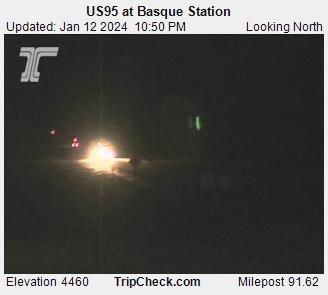 US95 at Basque Station
Updated: Jan 12 2024 10:50 PM Looking North
Elevation 4460 TripCheck.com Milepost 91.62